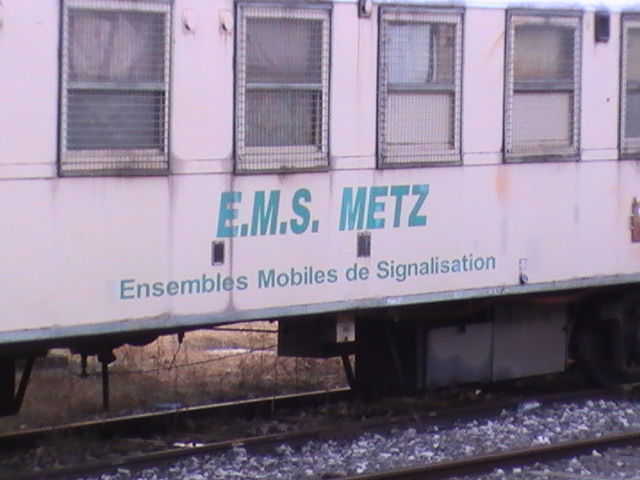 E.M.S. METZ
Ensembles Mobiles de Signalisation